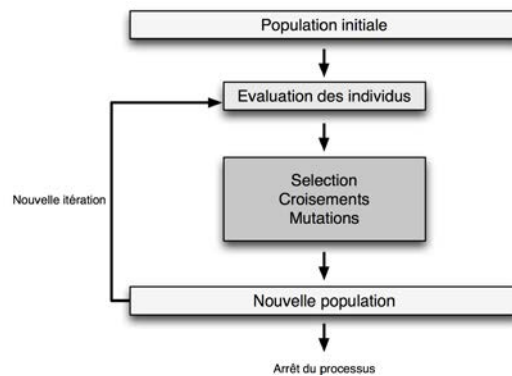 Population initiale
Evaluation des individus
Selection
Croisements
Mutations
Nouvelle itération
Nouvelle population
Arrêt du processus